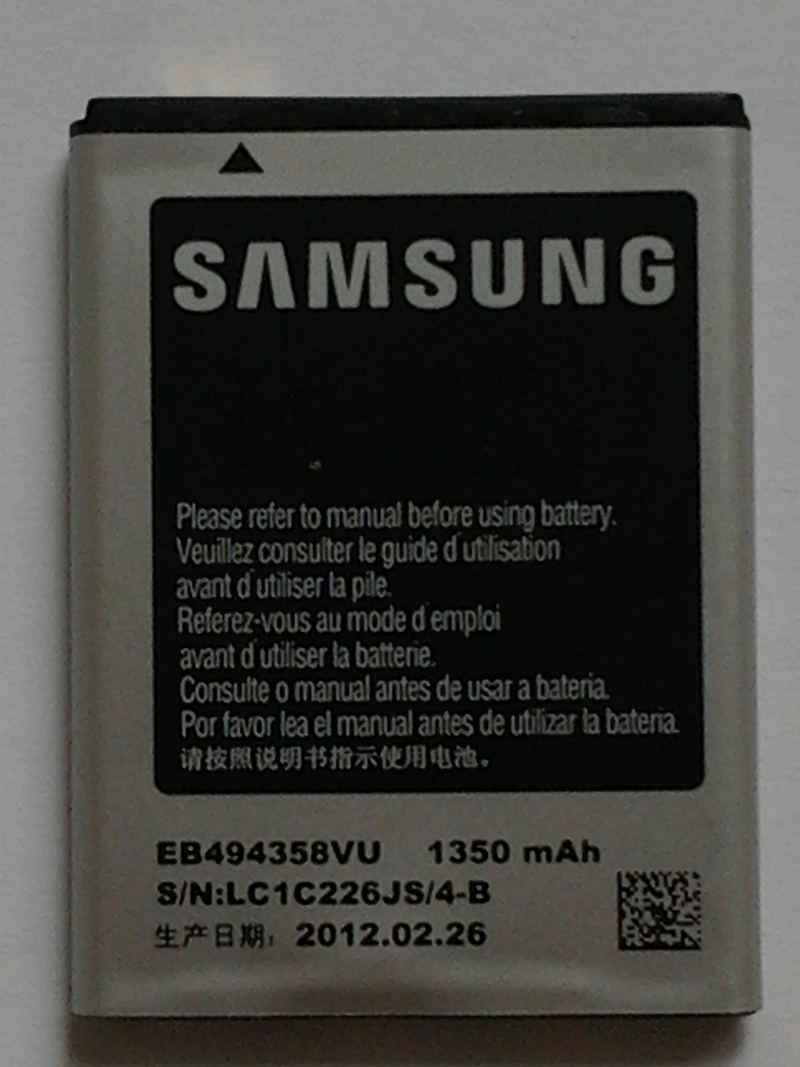 SAMSUNG
Please refer to manual before using battery.
Veuillez consulter le guide d'utilisation
avant d'utiliser la pile.
Referez-vous au mode d'emploi
avant d'utiliser la batterie.
Consulte o manual antes de usar a bateria.
Por favor lea el manual antes de utilizar la bateria.
请按照说明书指示使用电池。
EB494358VU 1350 mAh
S/N:LC1C226JS/4-B
生产日期: 2012.02.26